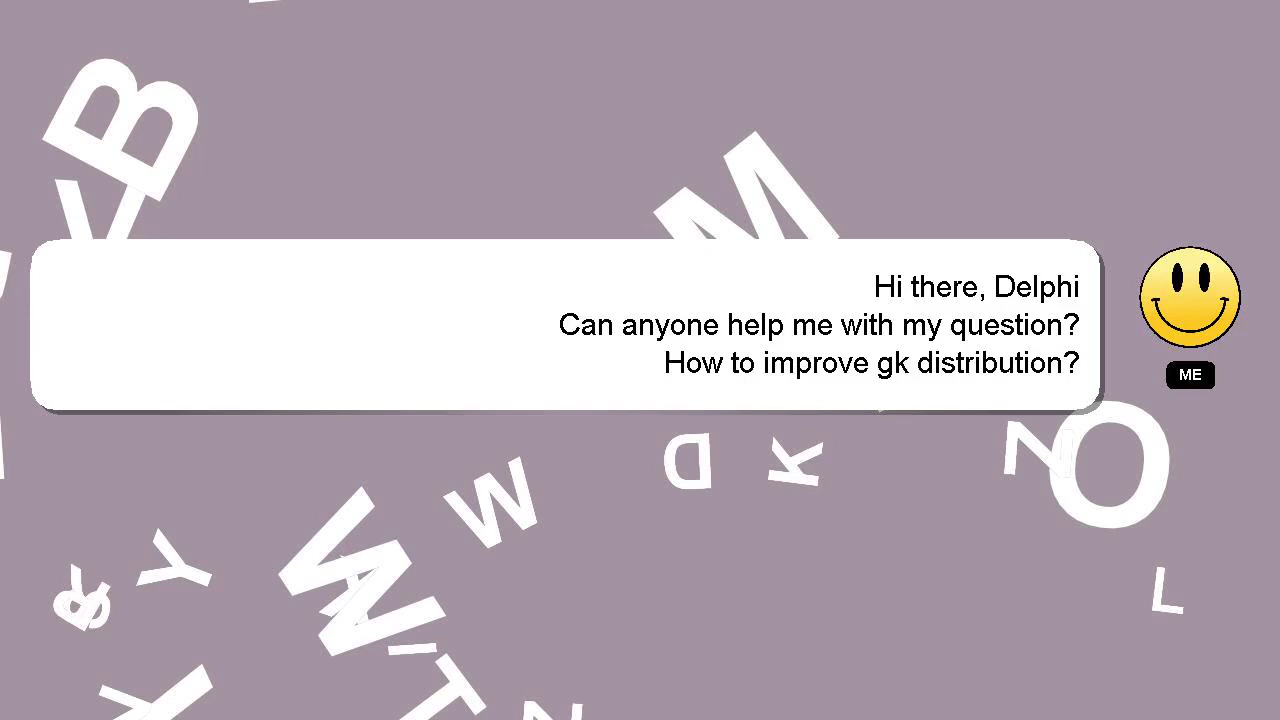 B
M
Hi there, Delphi
Can anyone help me with my question?
How to improve gk distribution?
ME
D
K
Z
O
W
Y
W
L
I
T